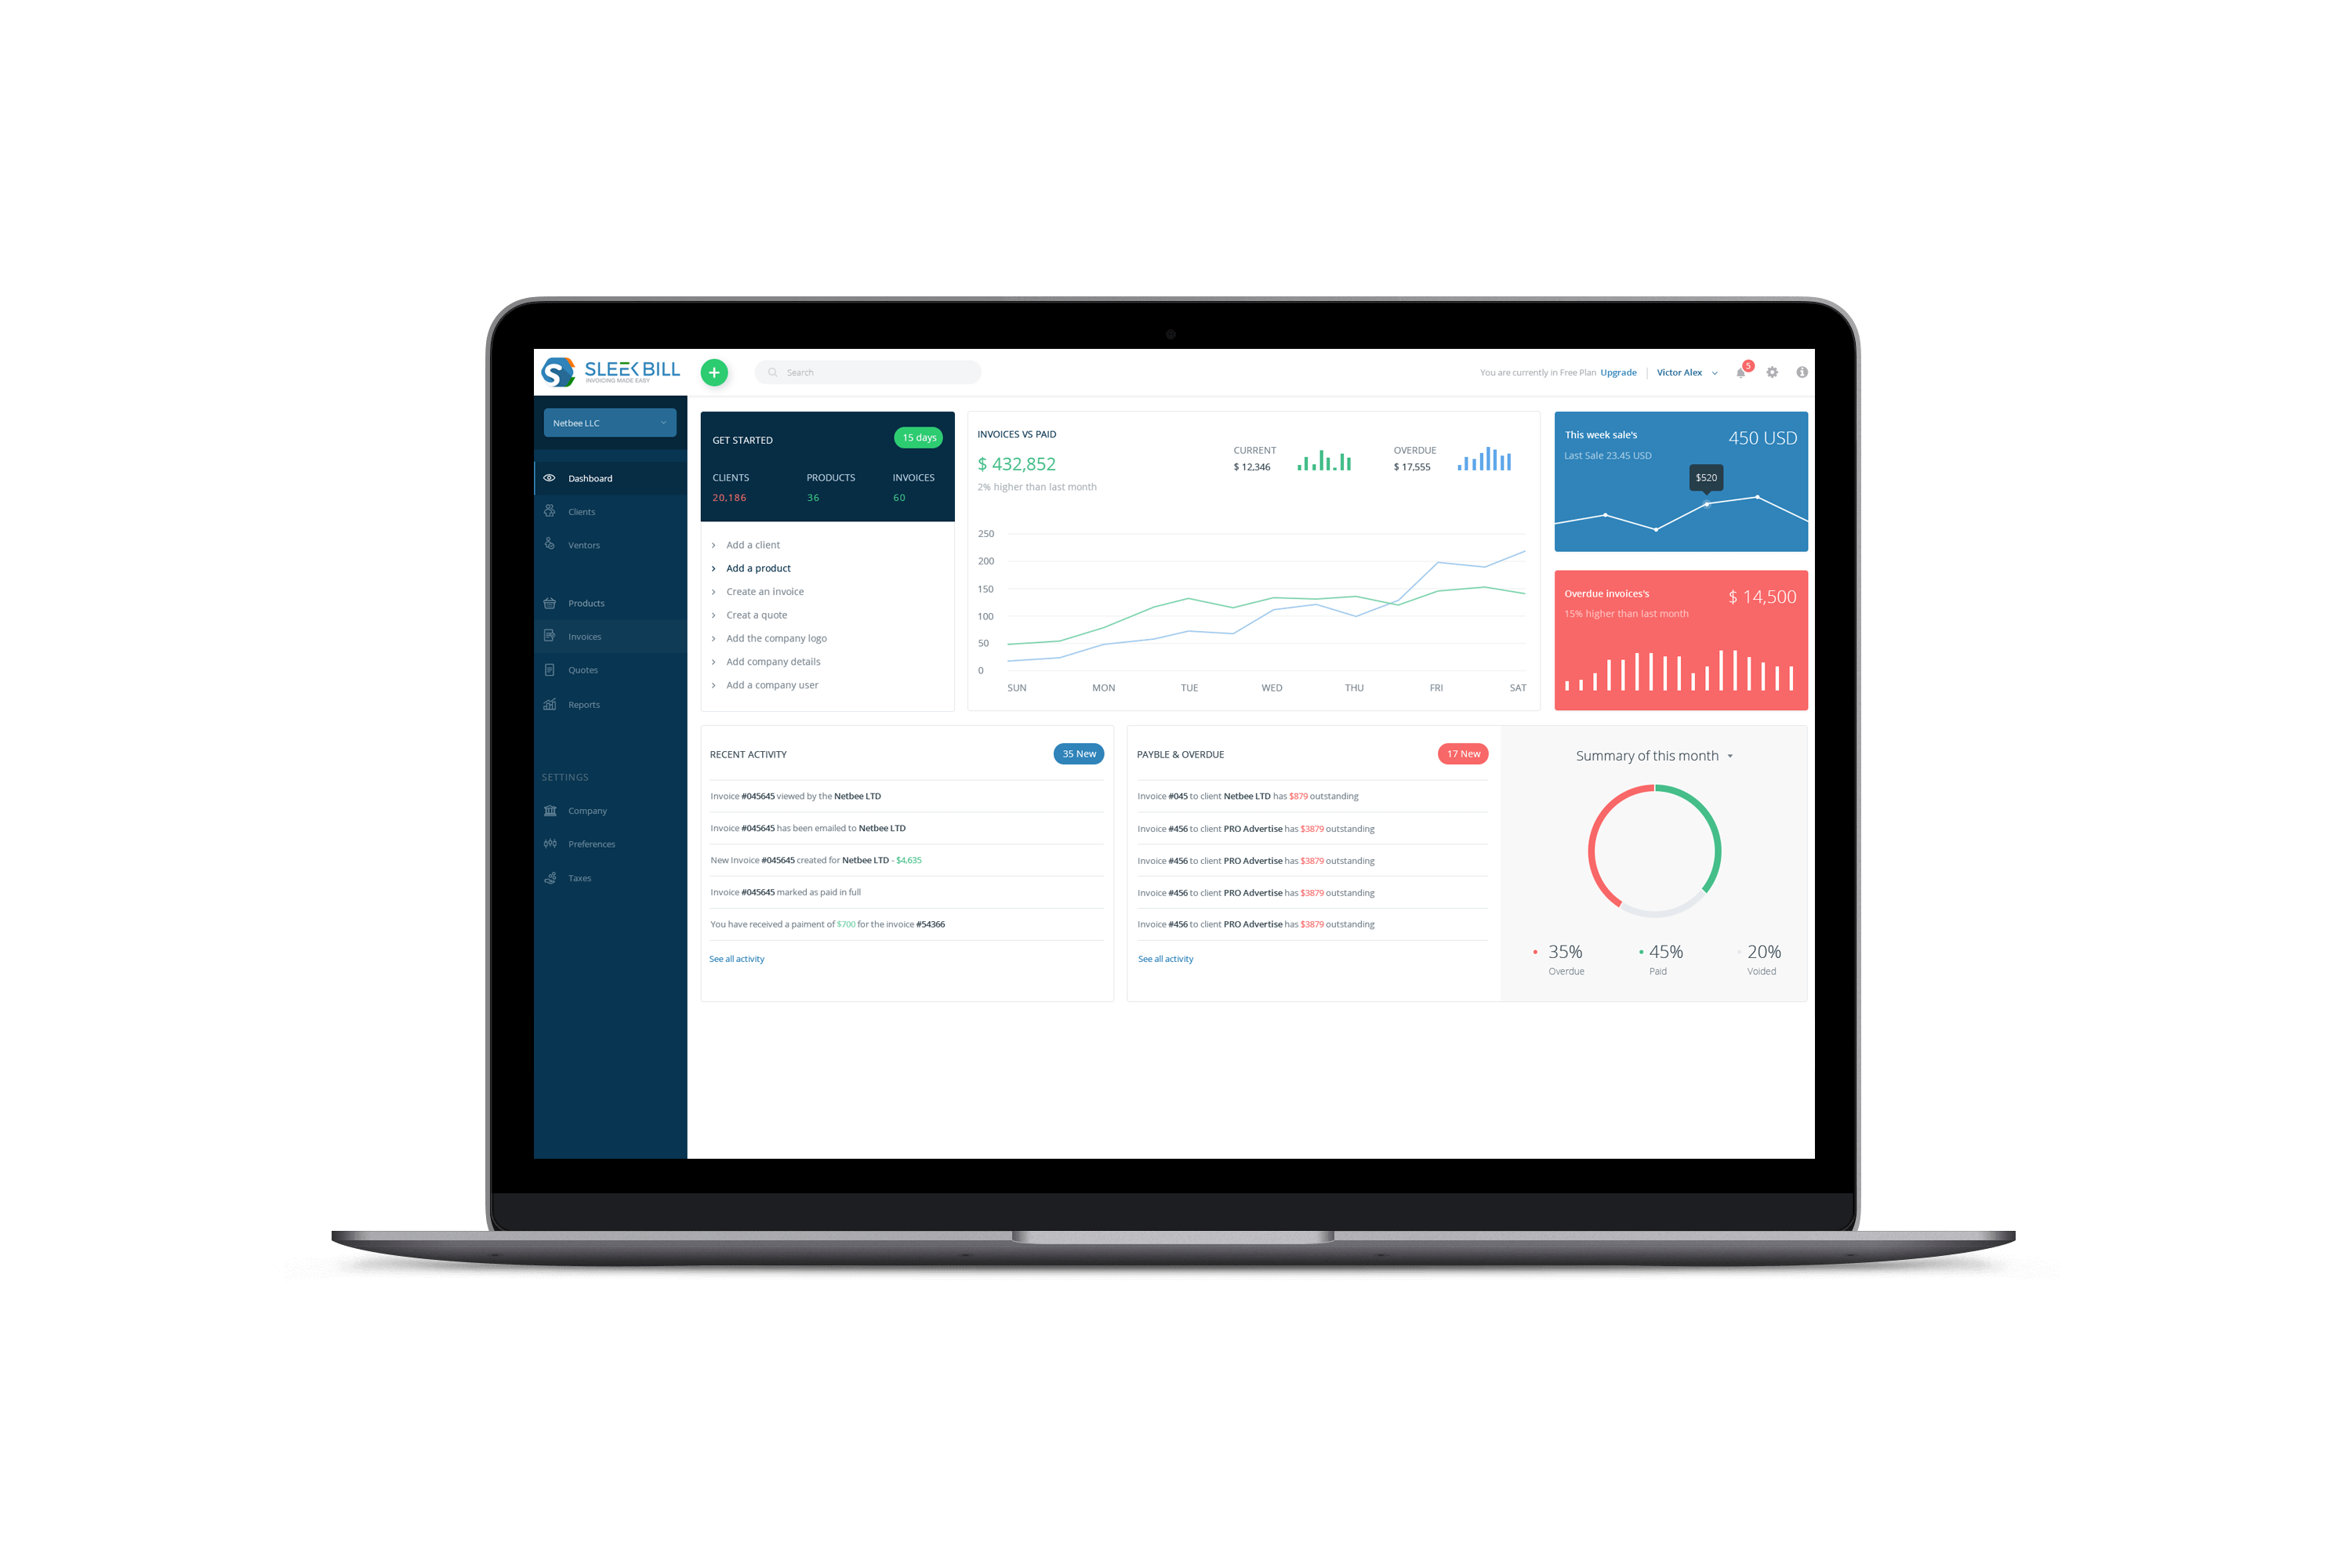 SLEEK BILL
INVOICING MADE EASY
Search
You are currently in Free Plan Upgrade
Victor Alex
5
Netbee LLC
Dashboard
Clients
Ventors
Products
Invoices
Quotes
Reports
SETTINGS
Company
Preferences
Taxes
GET STARTED
15 days
CLIENTS PRODUCTS INVOICES
20,186 36 60
Add a client
Add a product
Create an invoice
Creat a quote
Add the company logo
Add company details
Add a company user
INVOICES VS PAID
$ 432,852
2% higher than last month
CURRENT
$ 12,346
OVERDUE
$ 17,555
250
200
150
100
50
0
SUN MON TUE WED THU FRI SAT
This week sale's
450 USD
Last Sale 23.45 USD
$520
Overdue invoices's
$ 14,500
15% higher than last month
RECENT ACTIVITY
35 New
Invoice #045645 viewed by the Netbee LTD
Invoice #045645 has been emailed to Netbee LTD
New Invoice #045645 created for Netbee LTD - $4,635
Invoice #045645 marked as paid in full
You have received a paiment of $700 for the invoice #54366
See all activity
PAYBLE & OVERDUE
17 New
Invoice #045 to client Netbee LTD has $879 outstanding
Invoice #456 to client PRO Advertise has $3879 outstanding
Invoice #456 to client PRO Advertise has $3879 outstanding
Invoice #456 to client PRO Advertise has $3879 outstanding
Invoice #456 to client PRO Advertise has $3879 outstanding
See all activity
Summary of this month
35%
Overdue
45%
Paid
20%
Voided